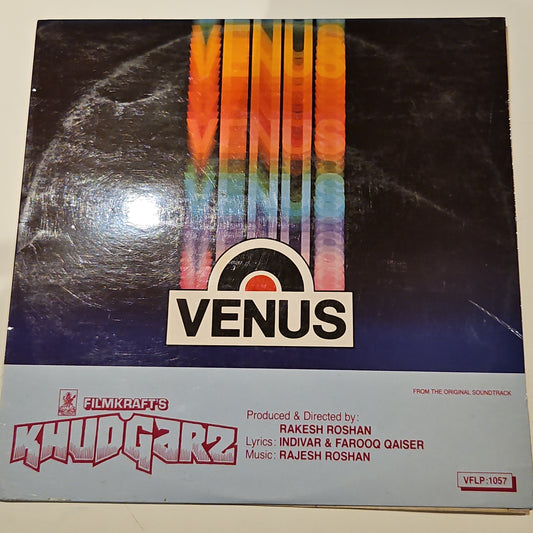 VENUS
VENUS
VENUS
VENUS
VENUS
FROM THE ORIGINAL SOUNDTRACK
FILMKRAFT'S
KHUDGARZ
Produced & Directed by:
RAKESH ROSHAN
Lyrics: INDIVAR & FAROOQ QAISER
Music: RAJESH ROSHAN
VFLP:1057